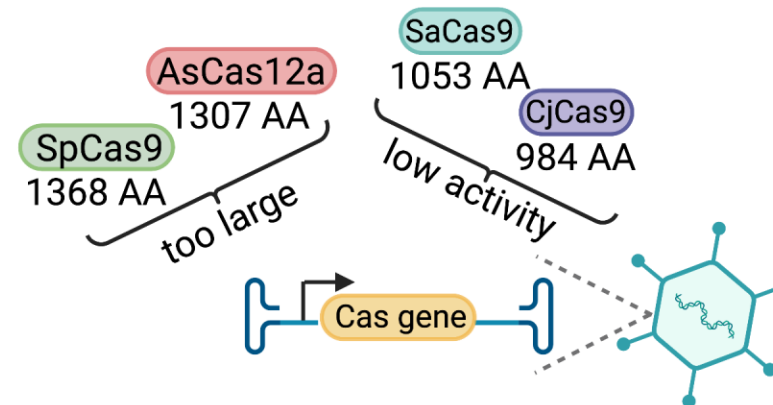 SpCas9
1368 AA
AsCas12a
1307 AA
too large
SaCas9
1053 AA
CjCas9
984 AA
low activity
Cas gene